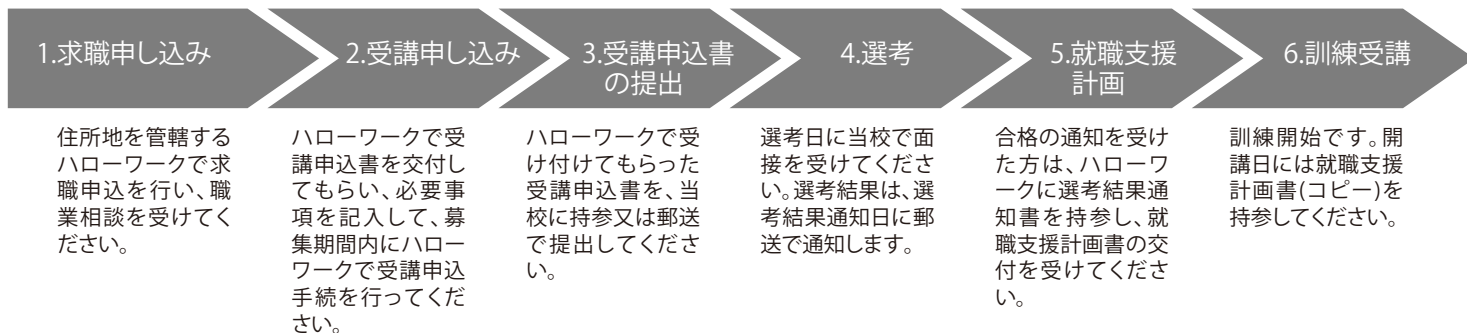 1.求職申し込み
住所地を管轄する
ハローワークで求
職申込を行い、職
業相談を受けてく
ださい。
2.受講申し込み
ハローワークで受
講申込書を交付し
てもらい、必要事
項を記入して、募
集期間内にハロー
ワークで受講申込
手続を行ってくだ
さい。
3.受講申込書
の提出
ハローワークで受
け付けてもらった
受講申込書を、当
校に持参又は郵送
で提出してくださ
い。
4.選考
選考日に当校で面
接を受けてくださ
い。選考結果は、選
考結果通知日に郵
送で通知します。
5.就職支援
計画
合格の通知を受け
た方は、ハローワ
ークに選考結果通
知書を持参し、就
職支援計画書の交
付を受けてくださ
い。
6.訓練受講
訓練開始です。開
講日には就職支援
計画書(コピー)を
持参してください。